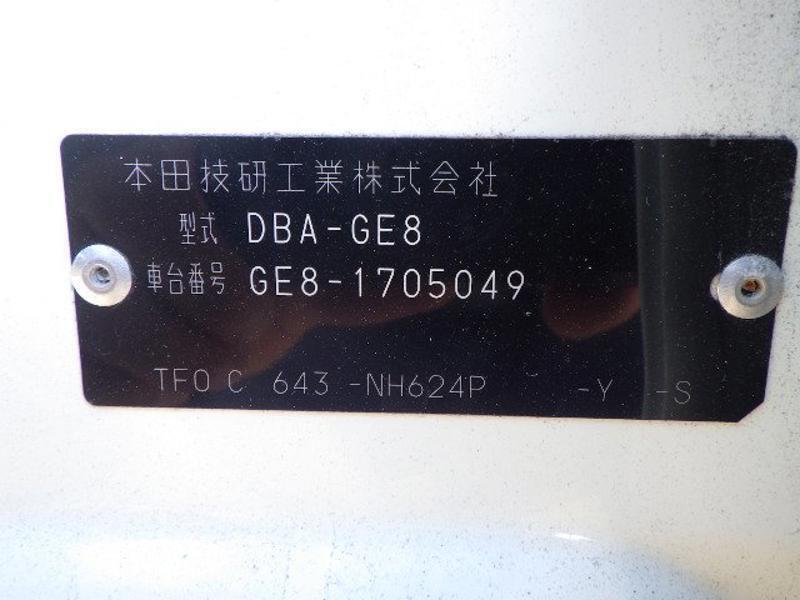 本田技研工業株式会社
型式 DBA-GE8
車台番号 GE8-1705049
TFO C 643 -NH624P -Y -S